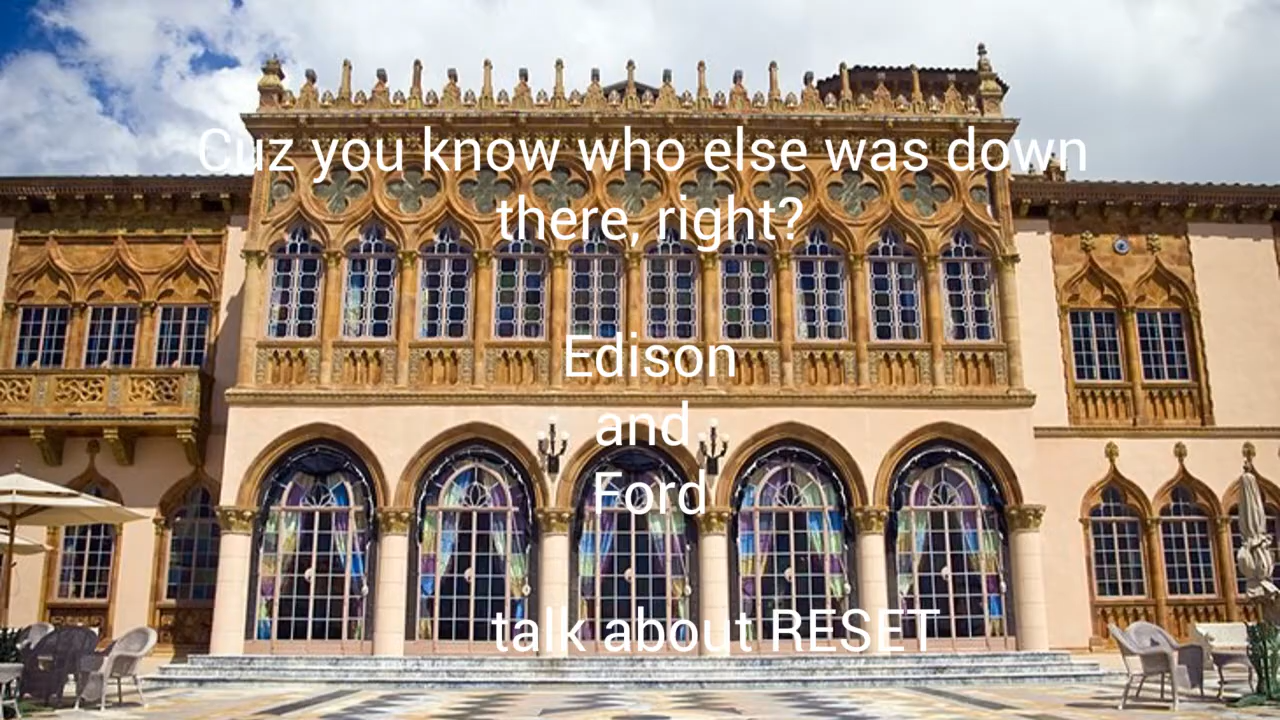 Cuz you know who else was down
there, right?
Edison
and
Ford
talk about RESET